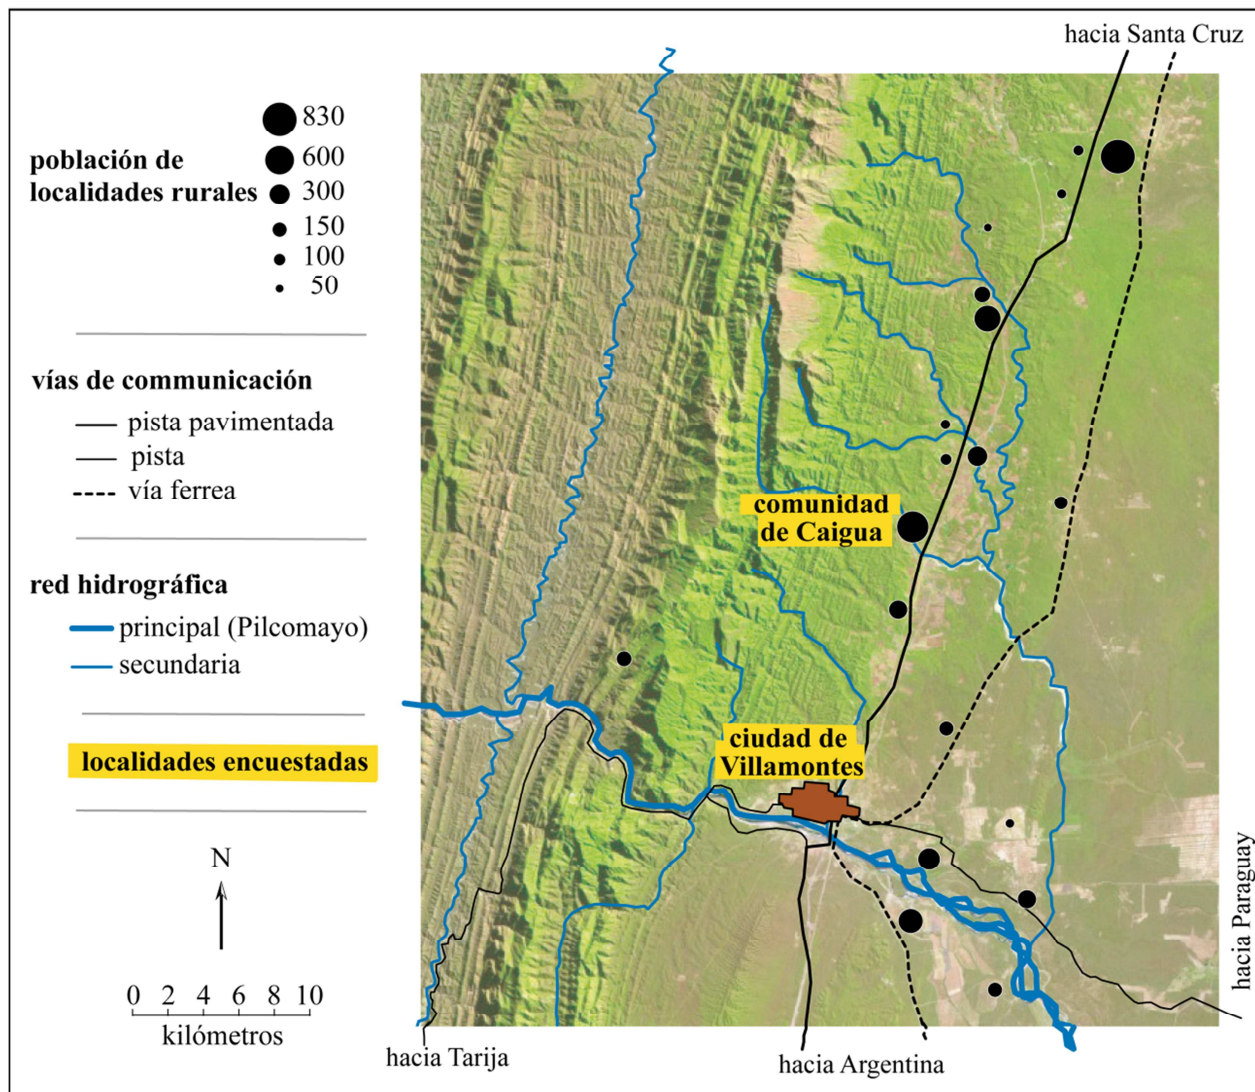 hacia Santa Cruz
830
600
300
150
100
50
población de
localidades rurales
vías de communicación
pista pavimentada
pista
vía ferrea
red hidrográfica
principal (Pilcomayo)
secundaria
localidades encuestadas
N
0 2 4 6 8 10
kilómetros
comunidad
de Caigua
ciudad de
Villamontes
hacia Paraguay
hacia Tarija
hacia Argentina